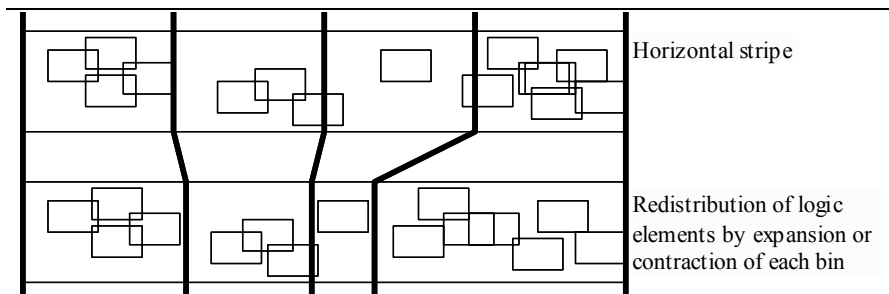 Horizontal stripe
Redistribution of logic
elements by expansion or
contraction of each bin